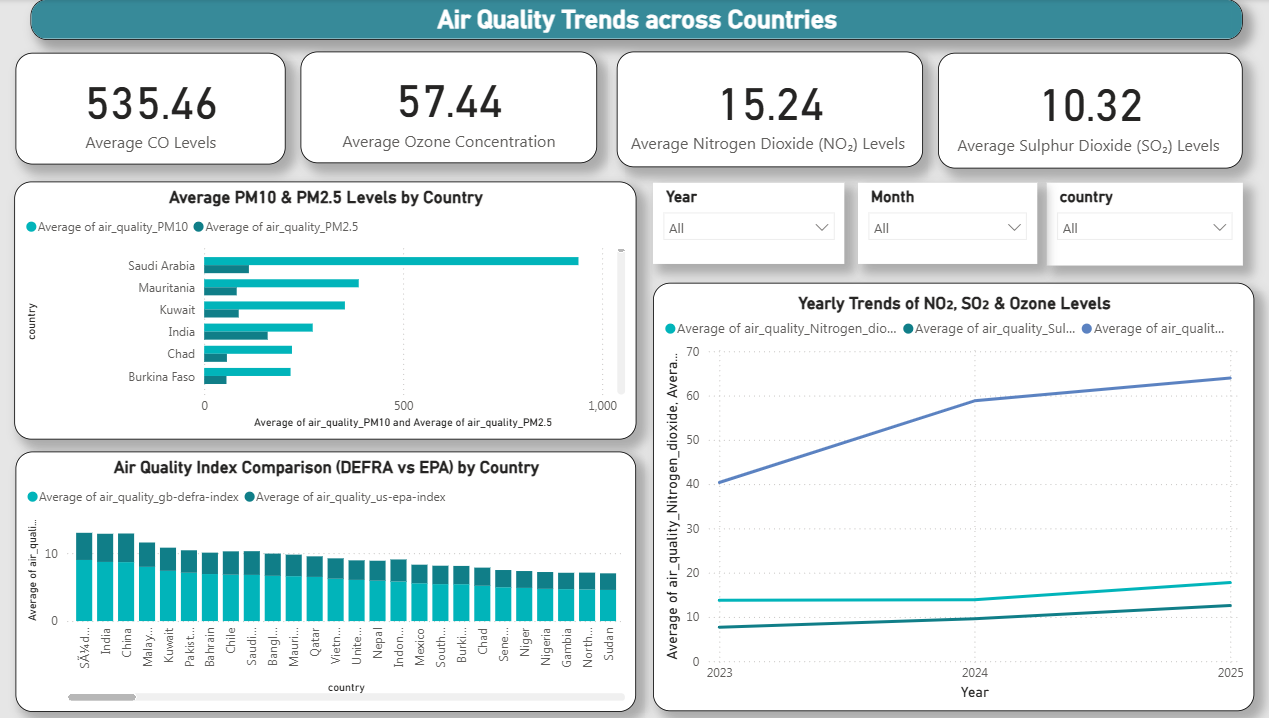 Air Quality Trends across Countries
535.46
Average CO Levels
57.44
Average Ozone Concentration
15.24
Average Nitrogen Dioxide (NO₂) Levels
10.32
Average Sulphur Dioxide (SO₂) Levels
Average PM10 & PM2.5 Levels by Country
Average of air_quality_PM10 Average of air_quality_PM2.5
country
Saudi Arabia
Mauritania
Kuwait
India
Chad
Burkina Faso
0 500 1,000
Average of air_quality_PM10 and Average of air_quality_PM2.5
Year
All
Month
All
country
All
Air Quality Index Comparison (DEFRA vs EPA) by Country
Average of air_quality_gb-defra-index Average of air_quality_us-epa-index
Average of air_quali...
10
0
SÃ¼d...
India
China
Malay...
Kuwait
Pakist...
Bahrain
Chile
Saudi...
Bangl...
Mauri...
Qatar
Vietn...
Unite...
Nepal
Indon...
Mexico
South...
Burki...
Chad
Sene...
Niger
Nigeria
Gambia
North...
Sudan
country
Yearly Trends of NO₂, SO₂ & Ozone Levels
Average of air_quality_Nitrogen_dio... Average of air_quality_Sul... Average of air_qualit...
Average of air_quality_Nitrogen_dioxide, Avera...
70
60
50
40
30
20
10
0
2023 2024 2025
Year